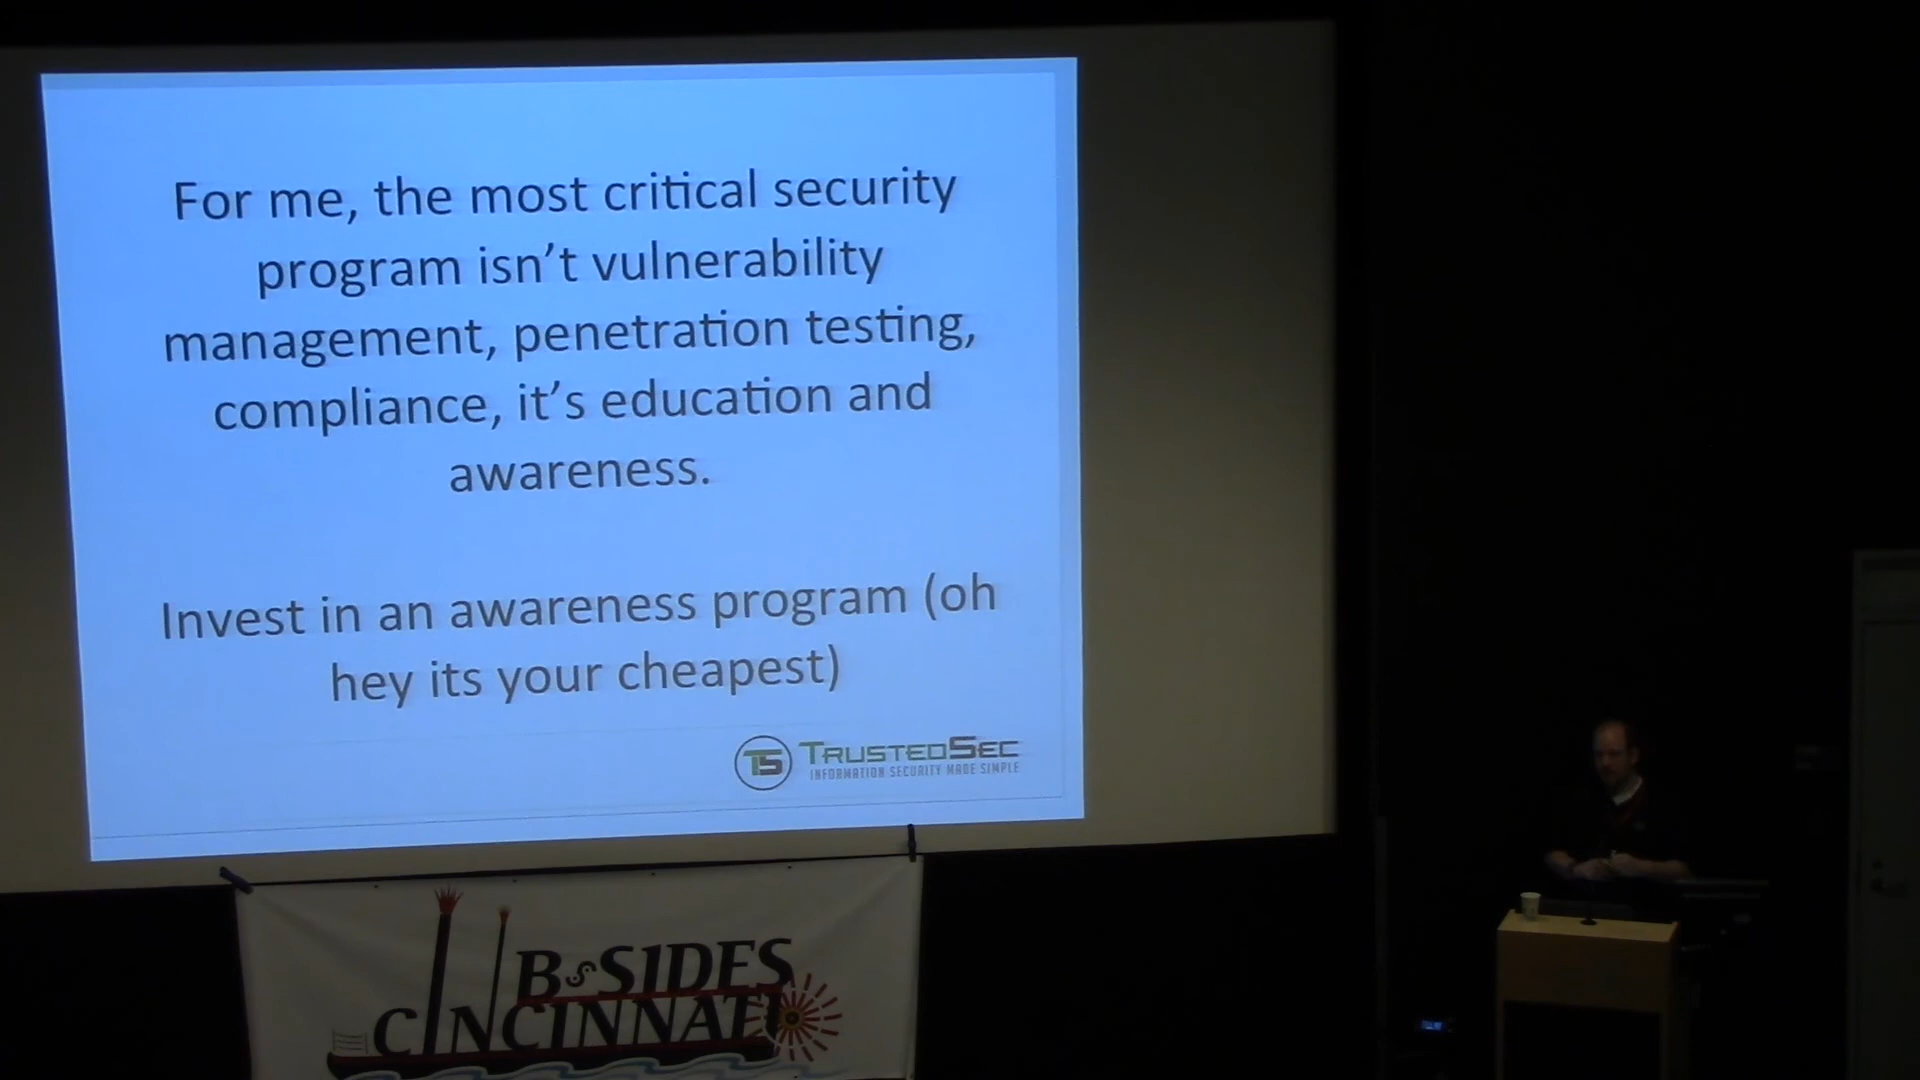 For me, the most critical security
program isn't vulnerability
management, penetration testing,
compliance, it's education and
awareness.
Invest in an awareness program (oh
hey its your cheapest)
TS TRUSTEDSEC
INFORMATION SECURITY MADE SIMPLE
B SIDES
CINCINNATI